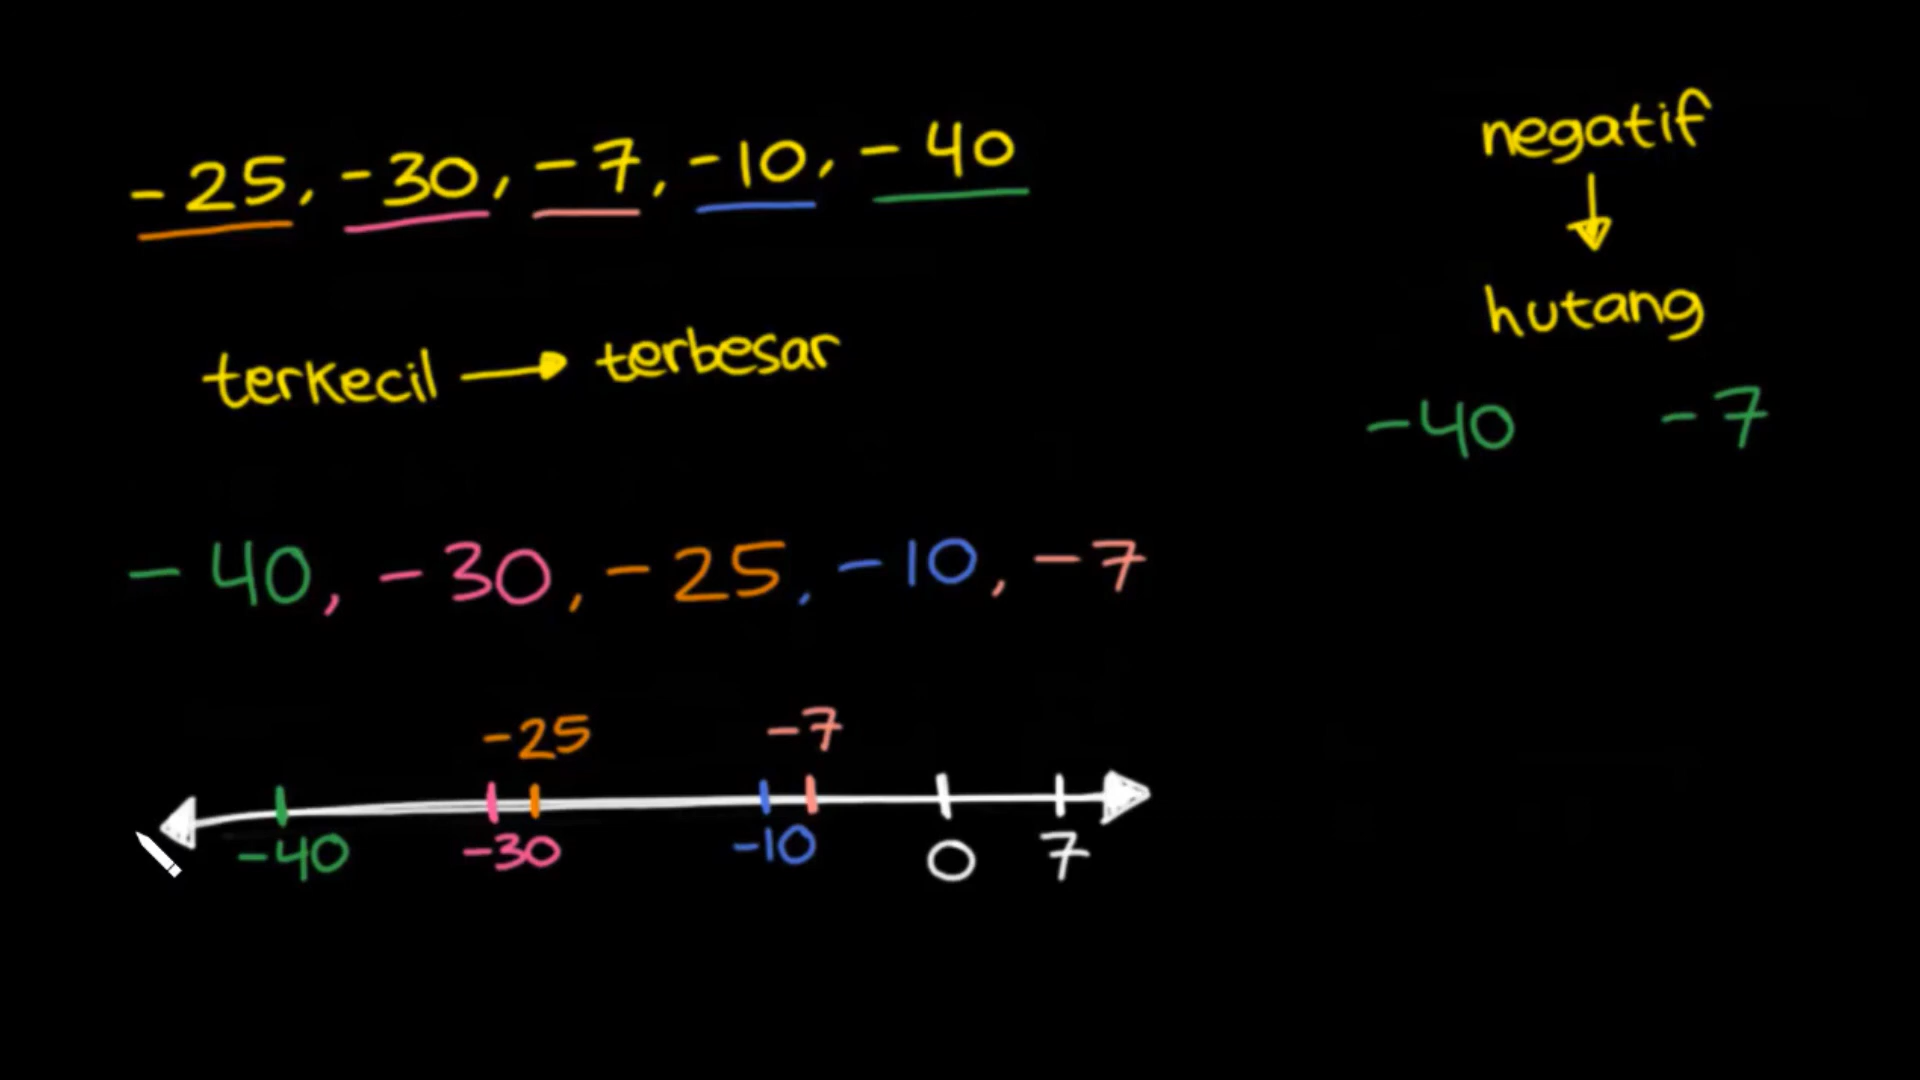 -25, -30, -7, -10, -40
terkecil → terbesar
-40, -30, -25, -10, -7
-25 -7
-40 -30 -10 0 7
negatif
↓
hutang
-40 -7